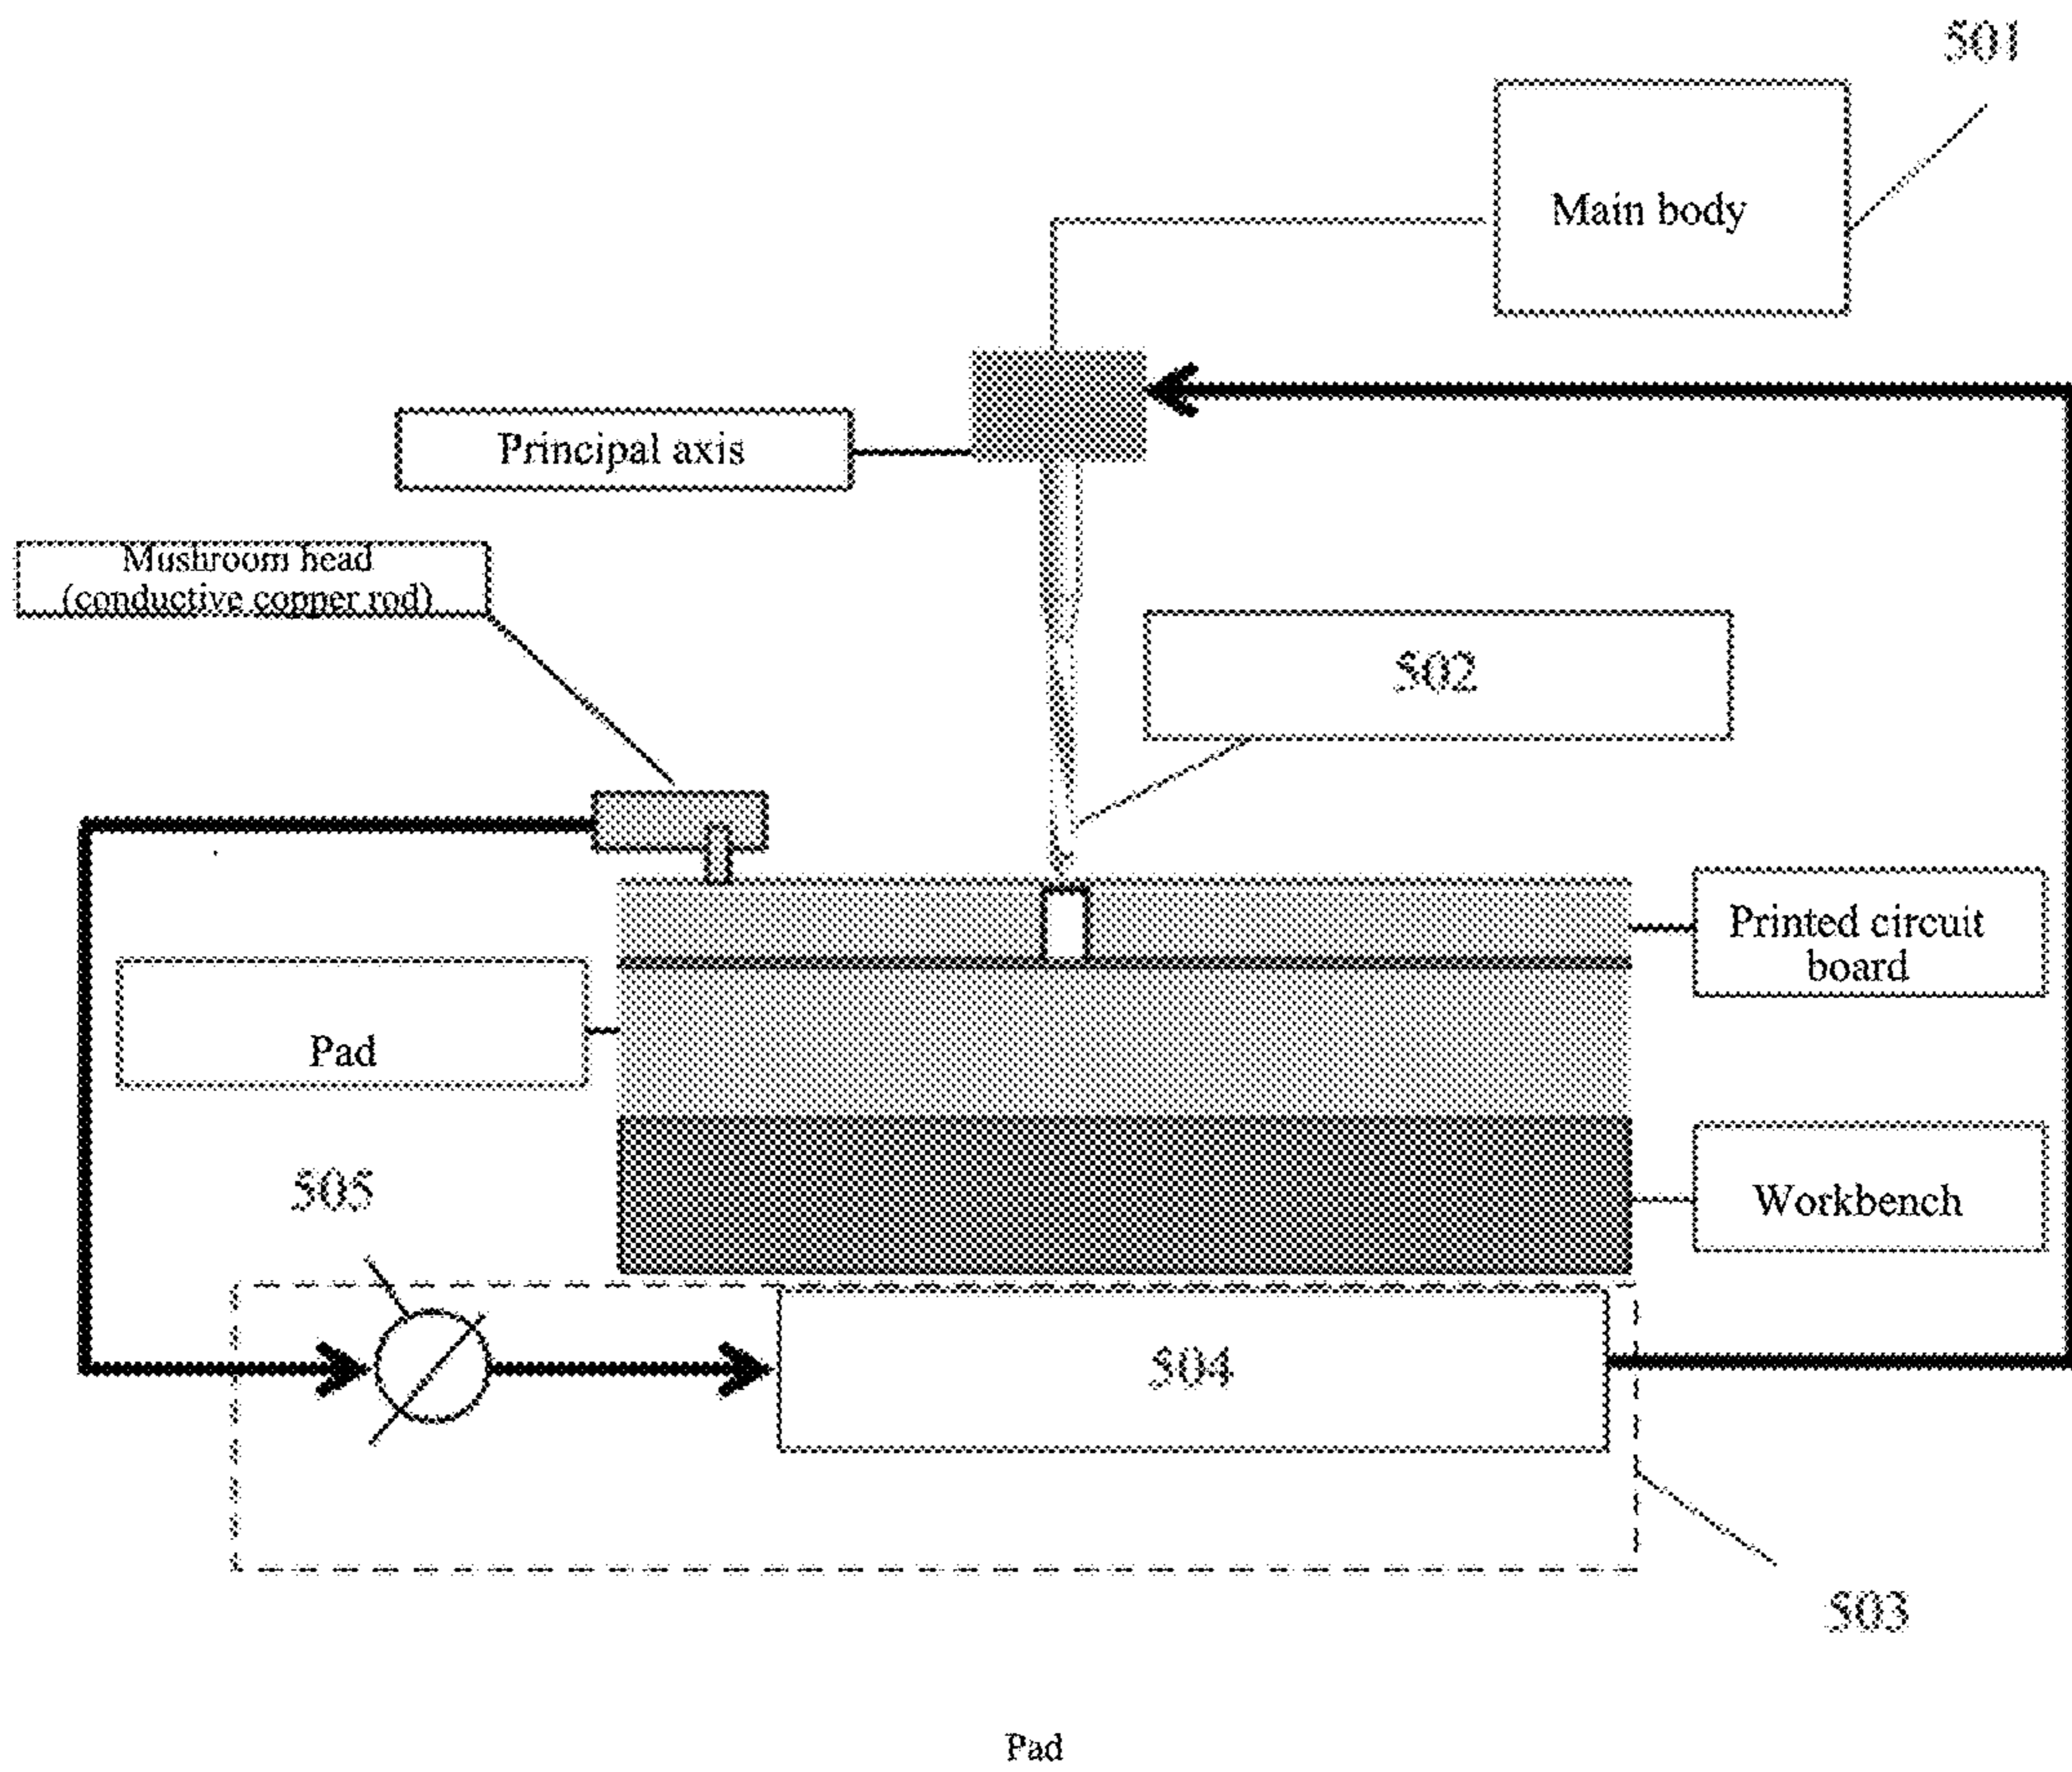 501
Main body
Principal axis
Mushroom head
(conductive copper rod)
502
Printed circuit
board
Pad
505
Workbench
504
503
Pad